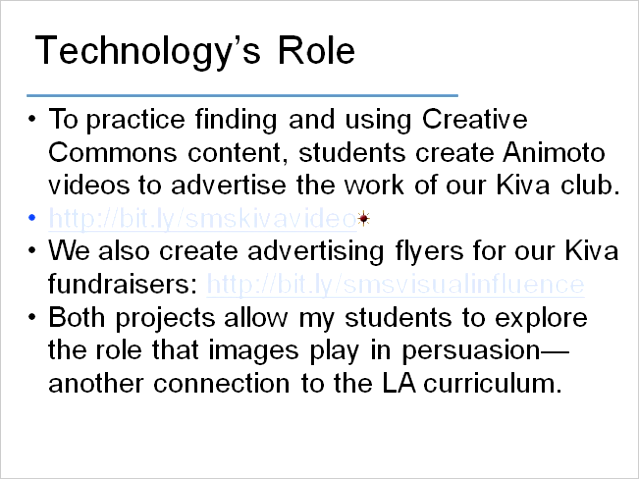 Technology’s Role
• To practice finding and using Creative
Commons content, students create Animoto
videos to advertise the work of our Kiva club.
• http://bit.ly/smskivavideo
• We also create advertising flyers for our Kiva
fundraisers: http://bit.ly/smsvisualinfluence
• Both projects allow my students to explore
the role that images play in persuasion—
another connection to the LA curriculum.